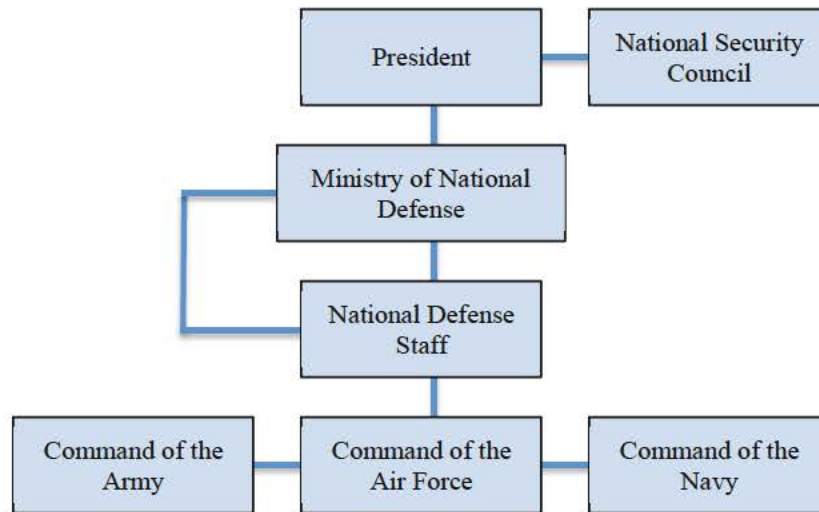 President
National Security
Council
Ministry of National
Defense
National Defense
Staff
Command of the
Army
Command of the
Air Force
Command of the
Navy